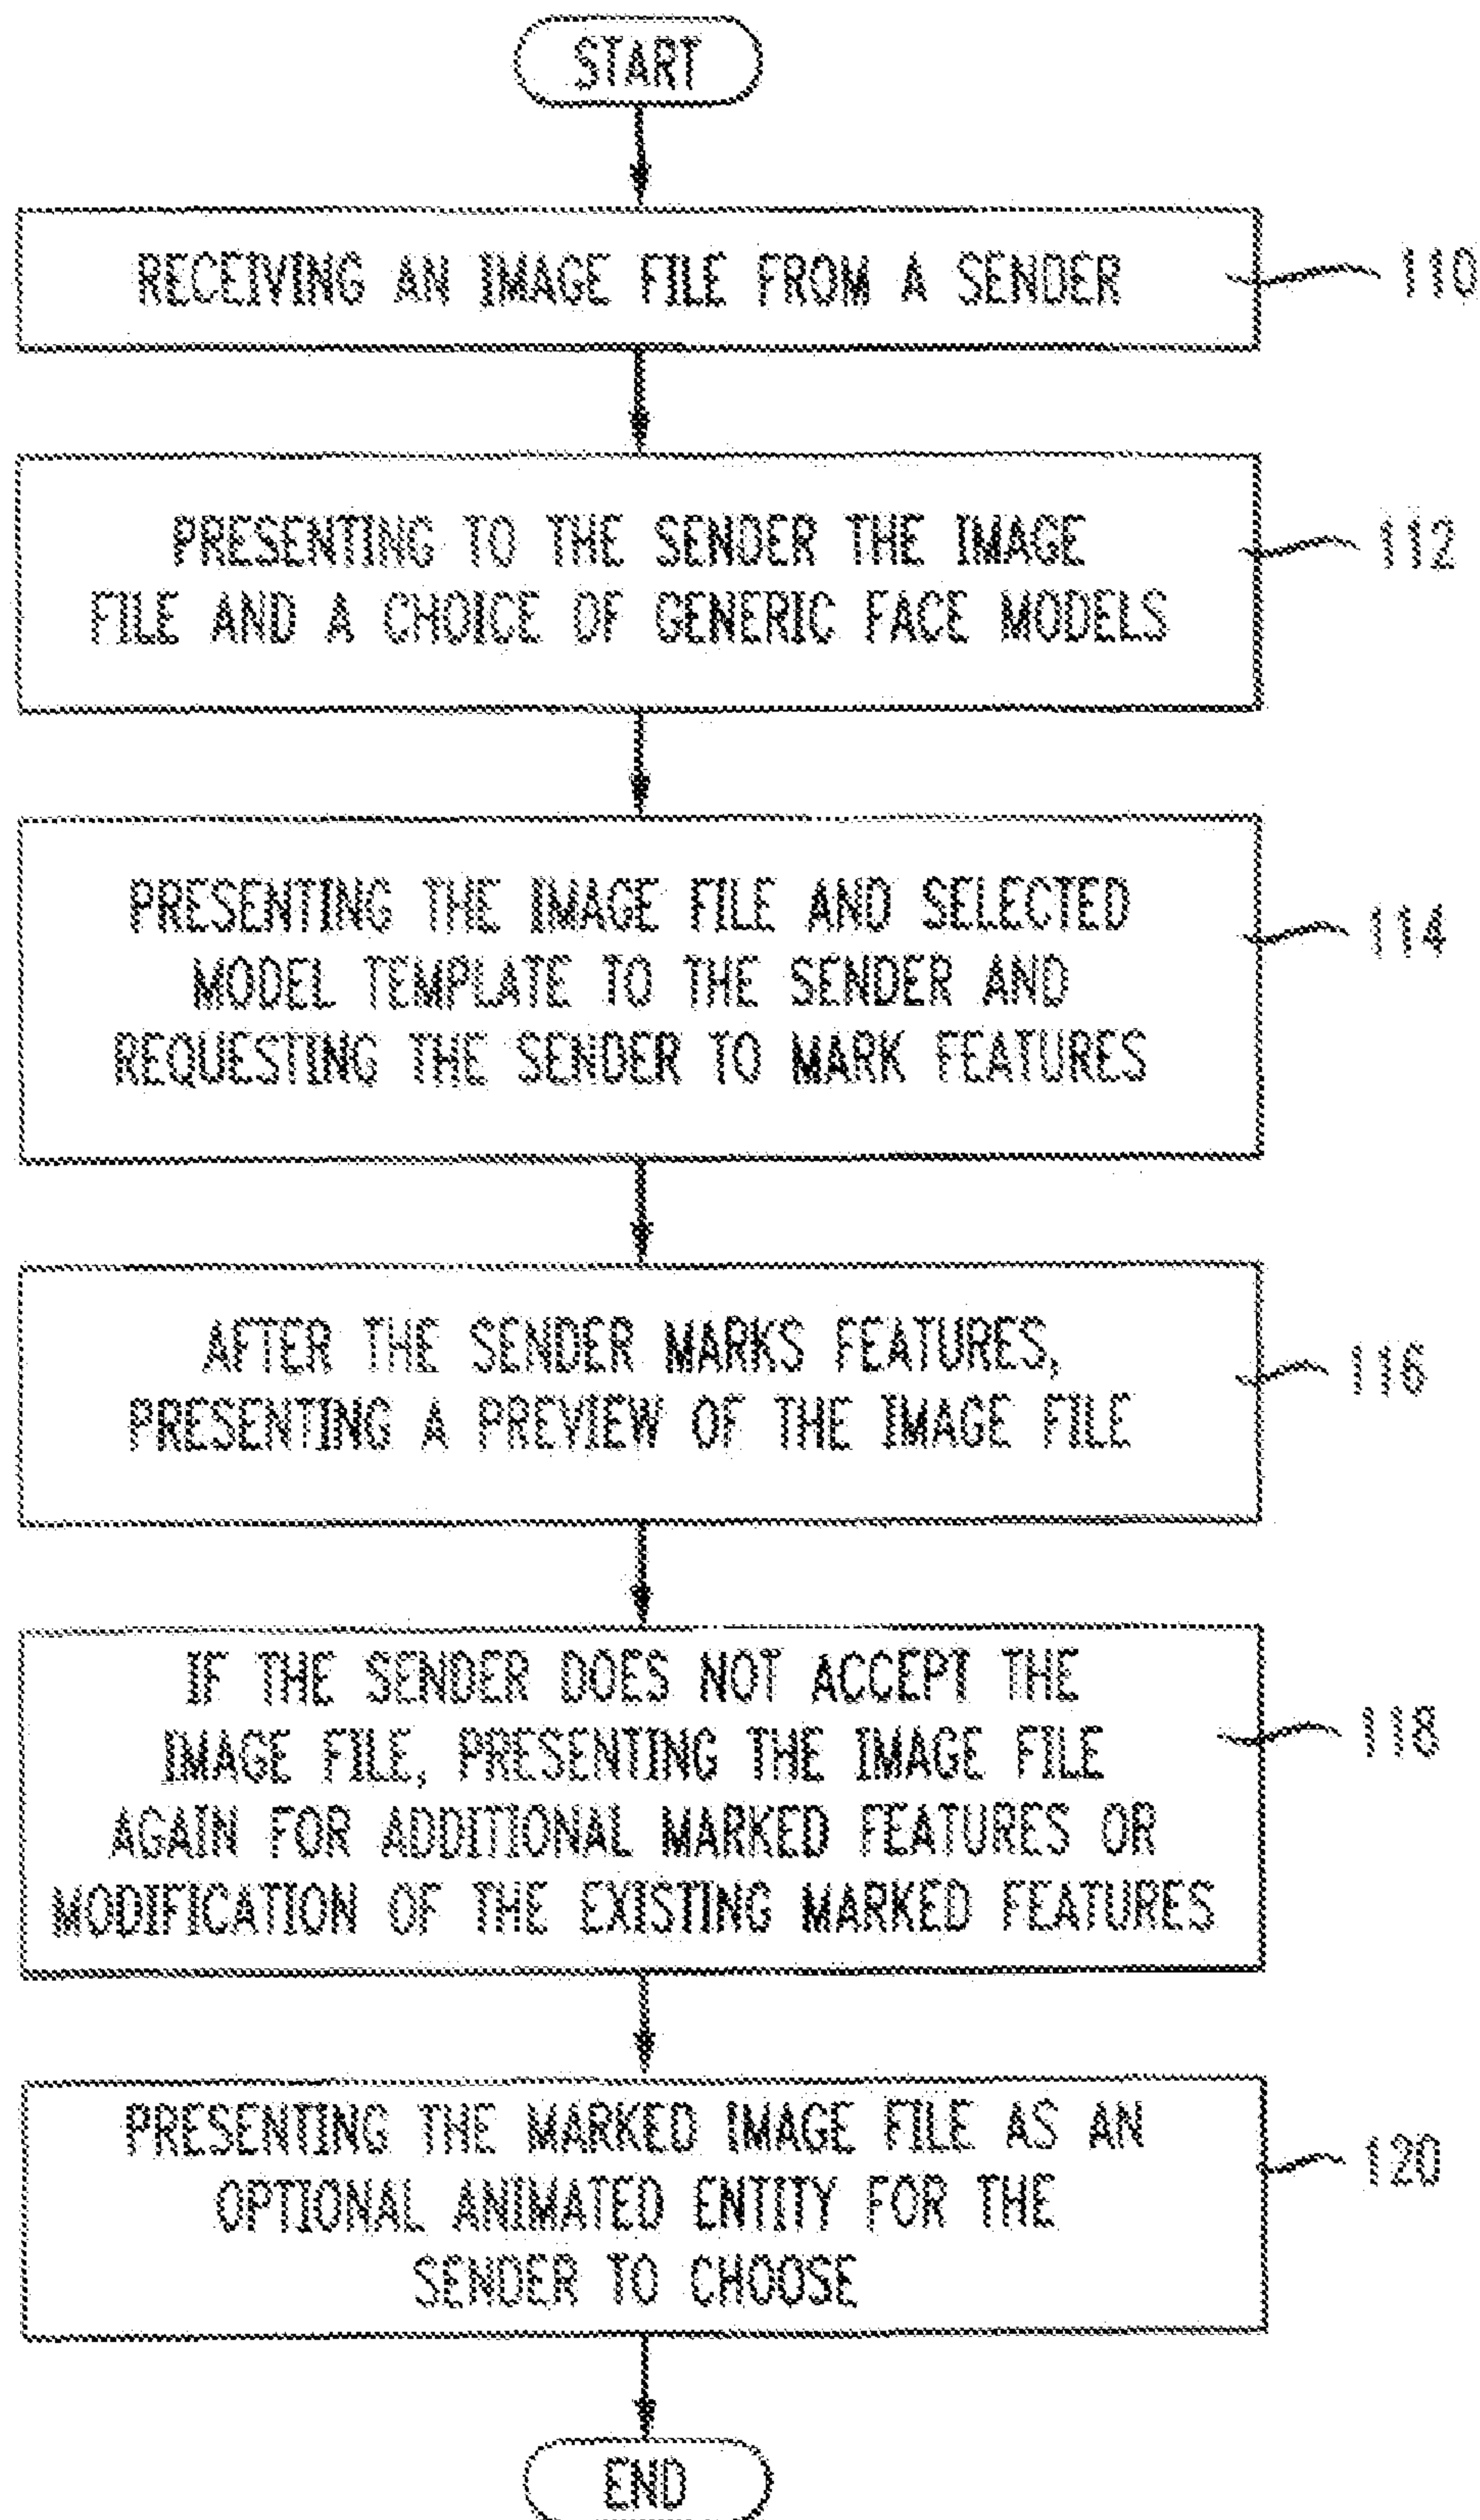 START
RECEIVING AN IMAGE FILE FROM A SENDER
110
PRESENTING TO THE SENDER THE IMAGE
FILE AND A CHOICE OF GENERIC FACE MODELS
112
PRESENTING THE IMAGE FILE AND SELECTED
MODEL TEMPLATE TO THE SENDER AND
REQUESTING THE SENDER TO MARK FEATURES
114
AFTER THE SENDER MARKS FEATURES,
PRESENTING A PREVIEW OF THE IMAGE FILE
116
IF THE SENDER DOES NOT ACCEPT THE
IMAGE FILE, PRESENTING THE IMAGE FILE
AGAIN FOR ADDITIONAL MARKED FEATURES OR
MODIFICATION OF THE EXISTING MARKED FEATURES
118
PRESENTING THE MARKED IMAGE FILE AS AN
OPTIONAL ANIMATED ENTITY FOR THE
SENDER TO CHOOSE
120
END